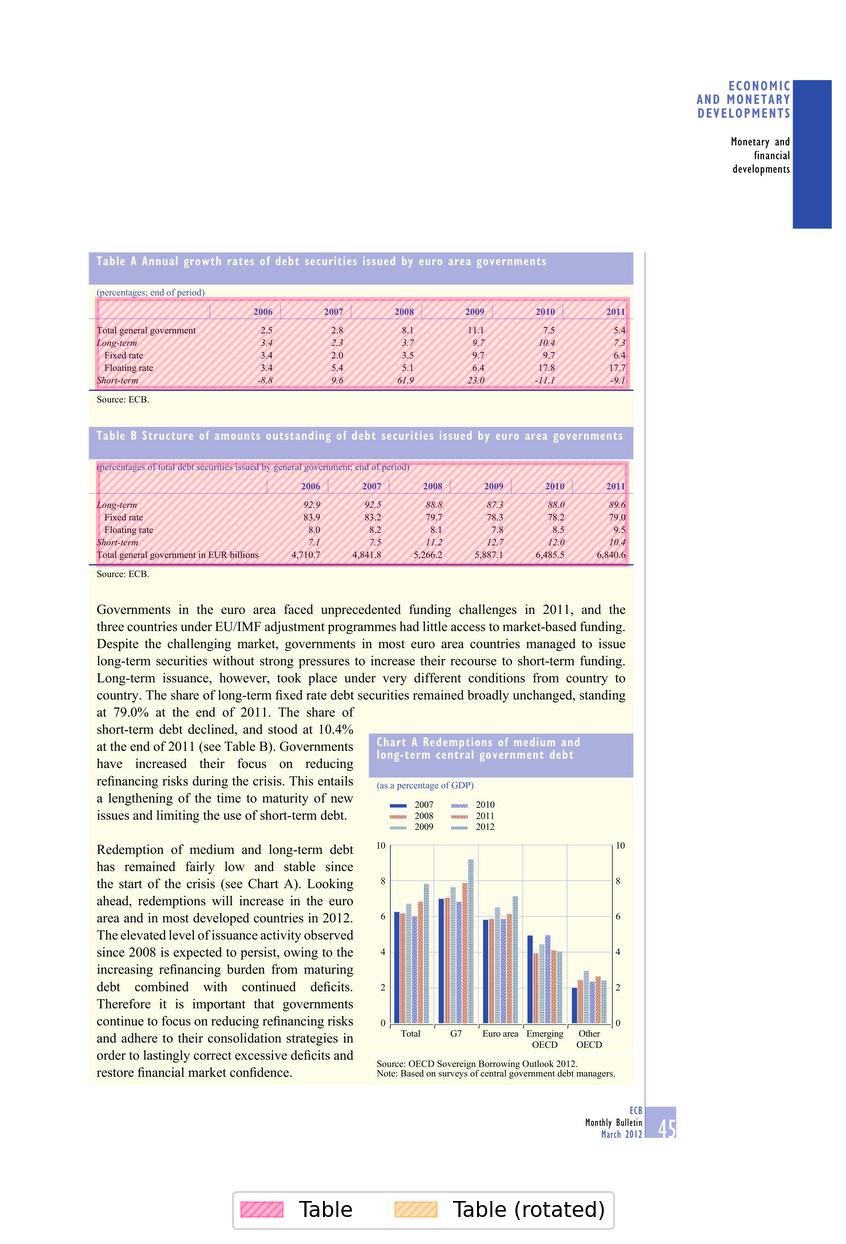 ECONOMIC
AND MONETARY
DEVELOPMENTS
Monetary and
financial
developments
Table A Annual growth rates of debt securities issued by euro area governments
(percentages; end of period)
2006 2007 2008 2009 2010 2011
Total general government 2.5 2.8 8.1 11.1 7.5 5.4
Long-term 3.4 2.3 3.7 9.7 10.4 7.3
Fixed rate 3.4 2.0 3.5 9.7 9.7 6.4
Floating rate 3.4 5.4 5.1 6.4 17.8 17.7
Short-term -8.8 9.6 61.9 23.0 -11.1 -9.1
Source: ECB.
Table B Structure of amounts outstanding of debt securities issued by euro area governments
(percentages of total debt securities issued by general government; end of period)
2006 2007 2008 2009 2010 2011
Long-term 92.9 92.5 88.8 87.3 88.0 89.6
Fixed rate 83.9 83.2 79.7 78.3 78.2 79.0
Floating rate 8.0 8.2 8.1 7.8 8.5 9.5
Short-term 7.1 7.5 11.2 12.7 12.0 10.4
Total general government in EUR billions 4,710.7 4,841.8 5,266.2 5,887.1 6,485.5 6,840.6
Source: ECB.
Governments in the euro area faced unprecedented funding challenges in 2011, and the
three countries under EU/IMF adjustment programmes had little access to market-based funding.
Despite the challenging market, governments in most euro area countries managed to issue
long-term securities without strong pressures to increase their recourse to short-term funding.
Long-term issuance, however, took place under very different conditions from country to
country. The share of long-term fixed rate debt securities remained broadly unchanged, standing
at 79.0% at the end of 2011. The share of
short-term debt declined, and stood at 10.4%
at the end of 2011 (see Table B). Governments
have increased their focus on reducing
refinancing risks during the crisis. This entails
a lengthening of the time to maturity of new
issues and limiting the use of short-term debt.
Redemption of medium and long-term debt
has remained fairly low and stable since
the start of the crisis (see Chart A). Looking
ahead, redemptions will increase in the euro
area and in most developed countries in 2012.
The elevated level of issuance activity observed
since 2008 is expected to persist, owing to the
increasing refinancing burden from maturing
debt combined with continued deficits.
Therefore it is important that governments
continue to focus on reducing refinancing risks
and adhere to their consolidation strategies in
order to lastingly correct excessive deficits and
restore financial market confidence.
Chart A Redemptions of medium and
long-term central government debt
(as a percentage of GDP)
2007 2010
2008 2011
2009 2012
10 10
8 8
6 6
4 4
2 2
0 0
Total G7 Euro area Emerging Other
OECD OECD
Source: OECD Sovereign Borrowing Outlook 2012.
Note: Based on surveys of central government debt managers.
ECB
Monthly Bulletin
March 2012
45
Table Table (rotated)